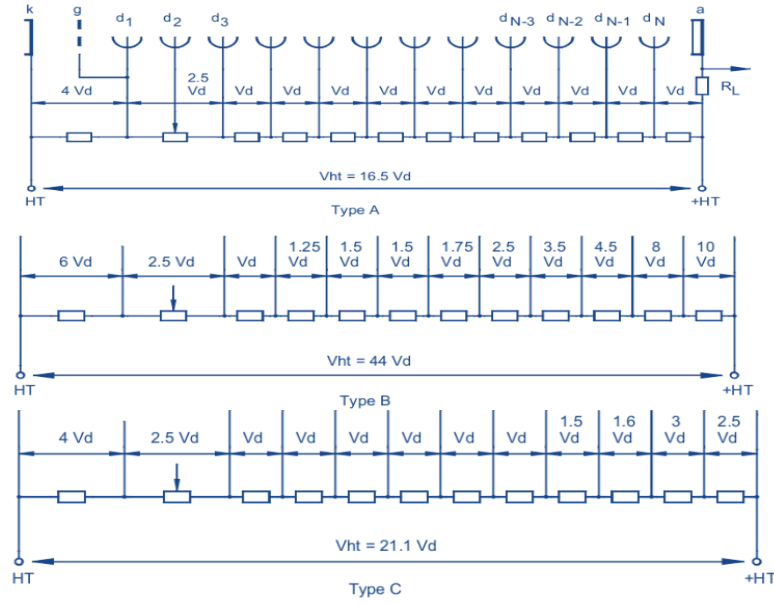 k g d1 d2 d3 dN-3 dN-2 dN-1 dN a
4 Vd 2.5 Vd Vd Vd Vd Vd Vd Vd Vd Vd Vd RL
Vht = 16.5 Vd
HT +HT
Type A
6 Vd 2.5 Vd Vd 1.25 Vd 1.5 Vd 1.5 Vd 1.75 Vd 2.5 Vd 3.5 Vd 4.5 Vd 8 Vd 10 Vd
Vht = 44 Vd
HT +HT
Type B
4 Vd 2.5 Vd Vd Vd Vd Vd Vd Vd 1.5 Vd 1.6 Vd 3 Vd 2.5 Vd
Vht = 21.1 Vd
HT +HT
Type C